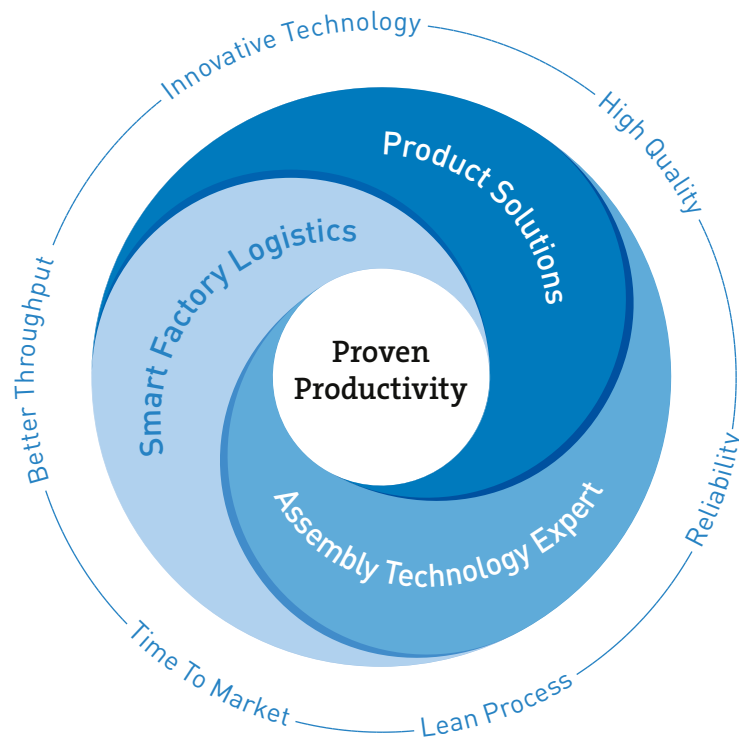 Innovative Technology
High Quality
Product Solutions
Smart Factory Logistics
Better Throughput
Proven
Productivity
Reliability
Assembly Technology Expert
Time To Market
Lean Process